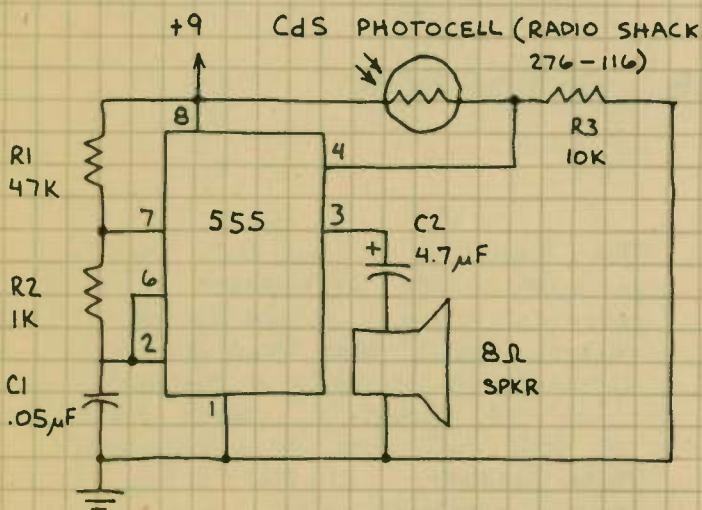 +9 CdS PHOTOCELL (RADIO SHACK
276-116)
8
R1
47K
4
R3
10K
7
555
3
C2
+
4.7µF
6
R2
1K
2
8Ω
SPKR
C1
.05µF
1